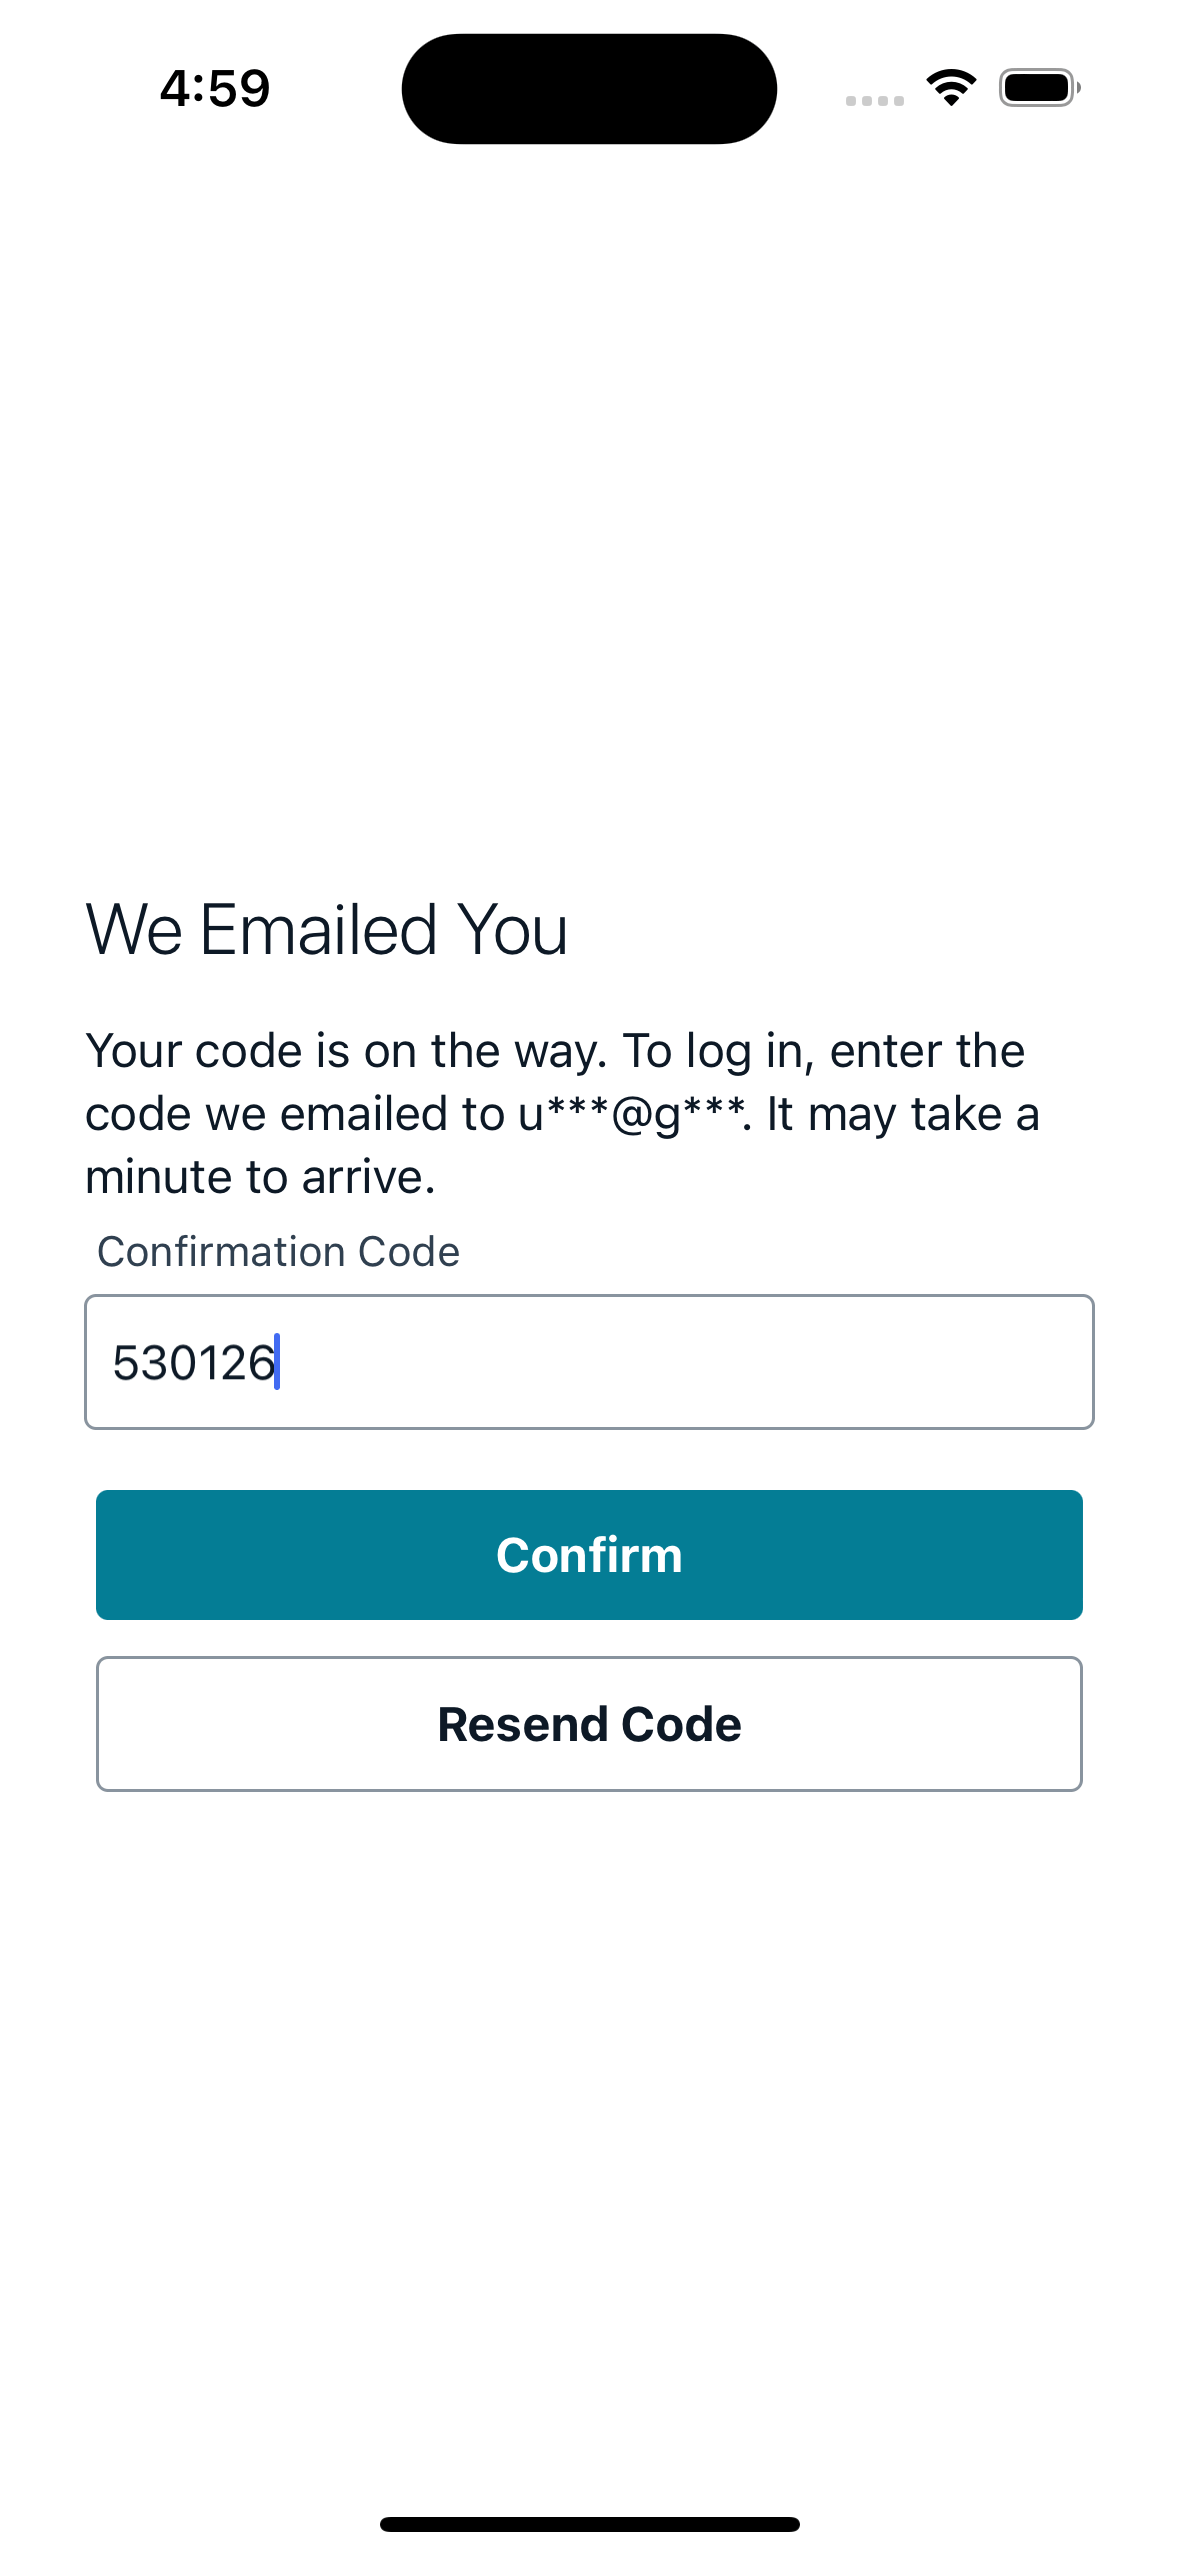 4:59
We Emailed You
Your code is on the way. To log in, enter the
code we emailed to u***@g***. It may take a
minute to arrive.
Confirmation Code
530126
Confirm
Resend Code